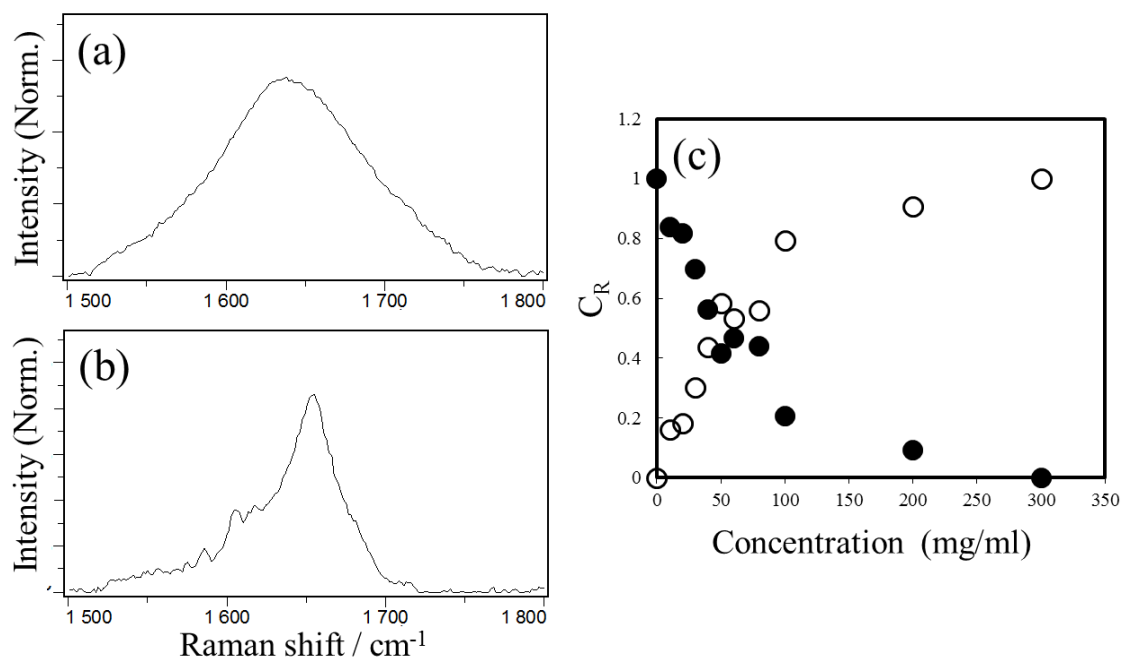 (a)
Intensity (Norm.)
1 500
1 600
1 700
1 800
(b)
Intensity (Norm.)
1 500
1 600
1 700
1 800
Raman shift / cm-1
(c)
CR
1.2
1
0.8
0.6
0.4
0.2
0
0
50
100
150
200
250
300
350
Concentration (mg/ml)